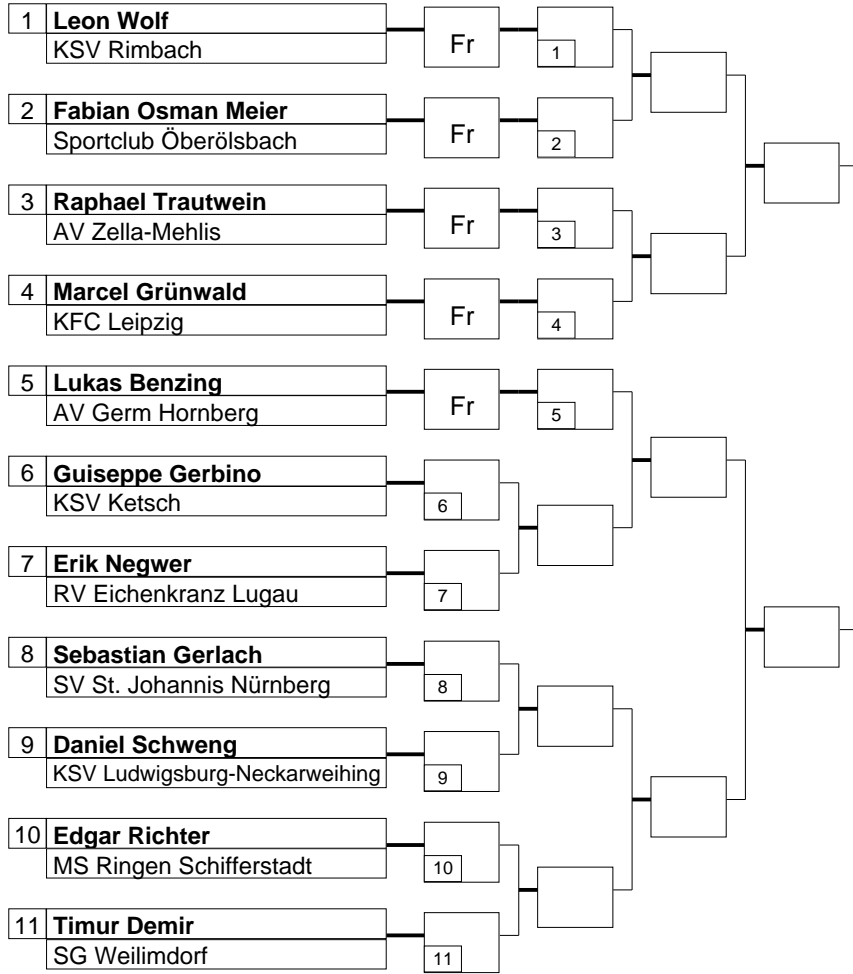 1 Leon Wolf
KSV Rimbach
Fr
1
2 Fabian Osman Meier
Sportclub Öberölsbach
Fr
2
3 Raphael Trautwein
AV Zella-Mehlis
Fr
3
4 Marcel Grünwald
KFC Leipzig
Fr
4
5 Lukas Benzing
AV Germ Hornberg
Fr
5
6 Guiseppe Gerbino
KSV Ketsch
6
7 Erik Negwer
RV Eichenkranz Lugau
7
8 Sebastian Gerlach
SV St. Johannis Nürnberg
8
9 Daniel Schweng
KSV Ludwigsburg-Neckarweihing
9
10 Edgar Richter
MS Ringen Schifferstadt
10
11 Timur Demir
SG Weilimdorf
11